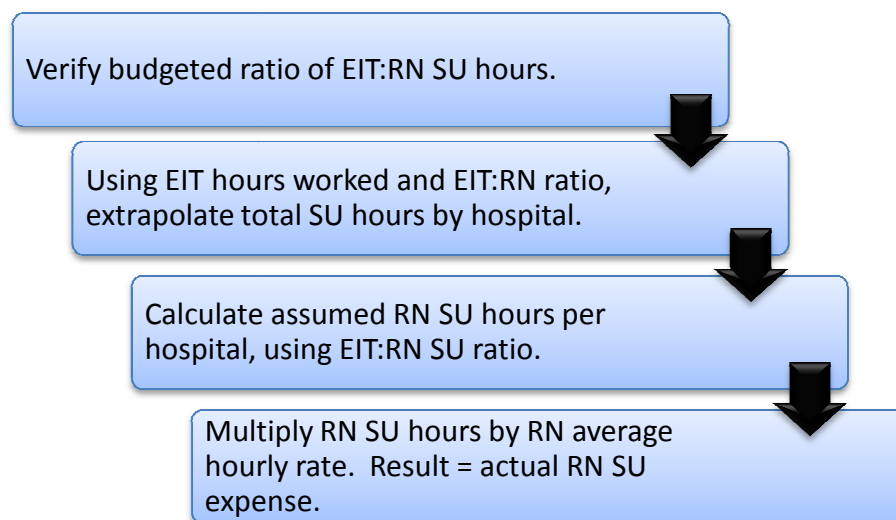 Verify budgeted ratio of EIT:RN SU hours.
Using EIT hours worked and EIT:RN ratio,
extrapolate total SU hours by hospital.
Calculate assumed RN SU hours per
hospital, using EIT:RN SU ratio.
Multiply RN SU hours by RN average
hourly rate.  Result = actual RN SU
expense.